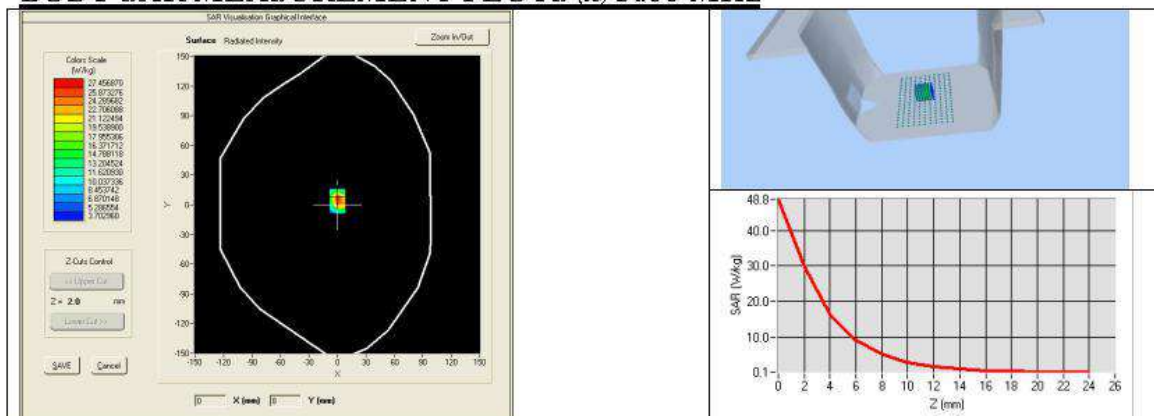 SAR Visualisation Graphical Interface
Surface Radiated Intensity
Zoom In/Out
Colors Scale
(W/kg)
27.456870
25.873276
24.289682
22.706088
21.122494
19.538900
17.955306
16.371712
14.788118
13.204524
11.620930
10.037336
8.453742
6.870148
5.286554
3.702960
Z-Cuts Control
<< Upper Cut
Z = 2.0 mm
Lower Cut >>
SAVE Cancel
150
120
90
60
30
0
-30
-60
-90
-120
-150
Y
-150 -120 -90 -60 -30 0 30 60 90 120 150
X
0 X (mm) 0 Y (mm)
48.8
40.0
30.0
20.0
10.0
0.1
SAR (W/kg)
0 2 4 6 8 10 12 14 16 18 20 22 24 26
Z (mm)